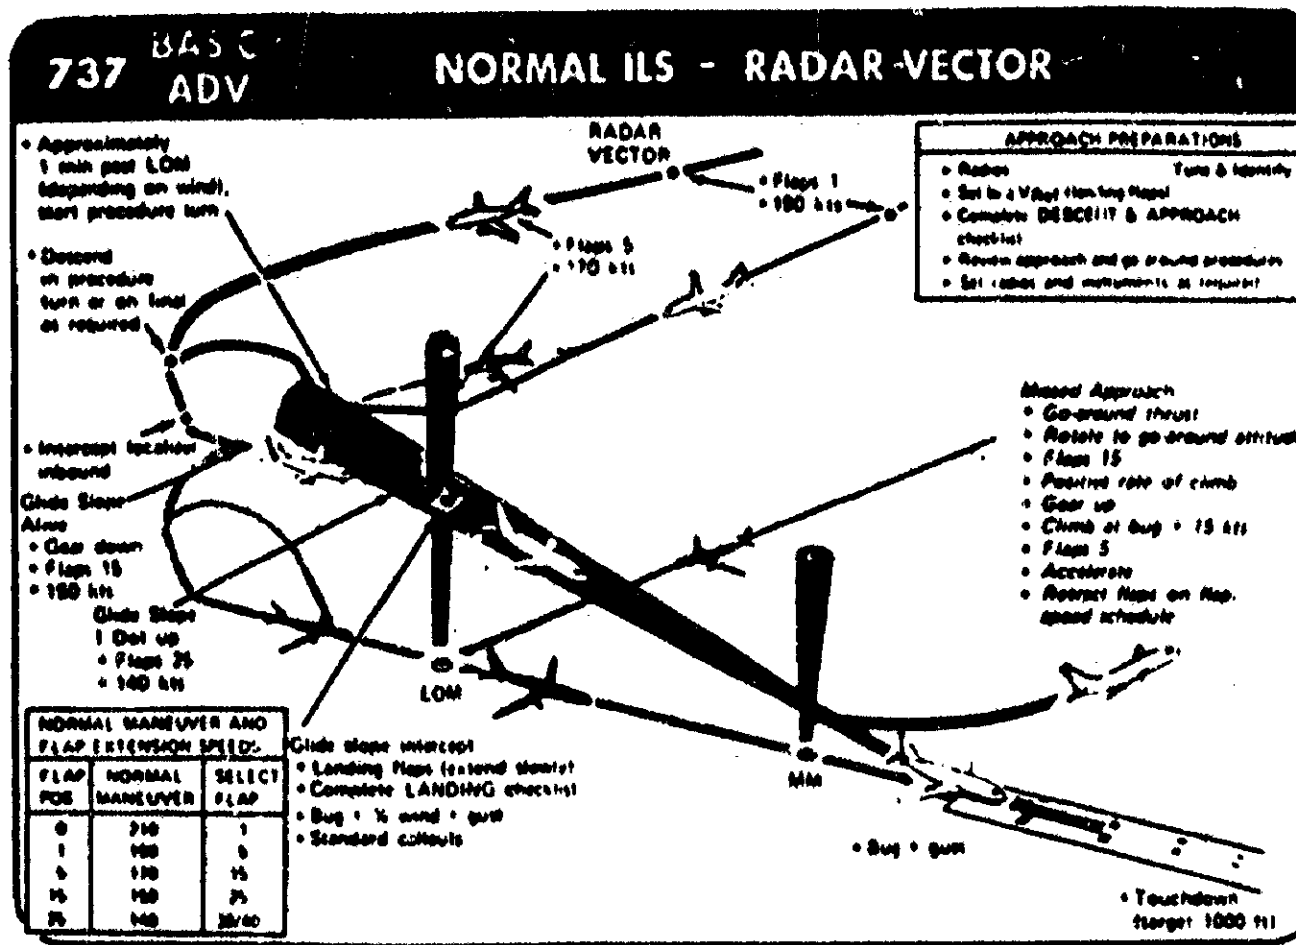 737 BASIC
ADV
NORMAL ILS - RADAR-VECTOR
• Approximately
1 min past LOM
(depending on wind),
start procedure turn
• Descend
in procedure
turn or on final
as required
• Intercept localizer
inbound
Glide Slope
Alive
• Gear down
• Flaps 15
• 150 kts
Glide Slope
1 Dot up
• Flaps 25
• 140 kts
RADAR
VECTOR
• Flaps 1
• 190 kts
• Flaps 5
• 170 kts
APPROACH PREPARATIONS
• Radios Tune & Identify
• Set
• Complete DESCENT & APPROACH
checklist
• Review approach and go around procedures
• Set radios and instruments as required
Missed Approach
• Go-around thrust
• Rotate to go-around attitude
• Flaps 15
• Positive rate of climb
• Gear up
• Climb at bug + 15 kts
• Flaps 5
• Accelerate
• Retract flaps on flap,
speed schedule
LOM
MM
Glide slope intercept
• Landing flaps (extend slowly)
• Complete LANDING checklist
• Bug + ½ wind + gust
• Standard callouts
• Bug + gust
• Touchdown
(target 1000 ft)
NORMAL MANEUVER AND
FLAP EXTENSION SPEEDS
FLAP POS NORMAL MANEUVER SELECT FLAP
0 210 1
1 190 5
5 170 15
15 150 25
25 140 30/40